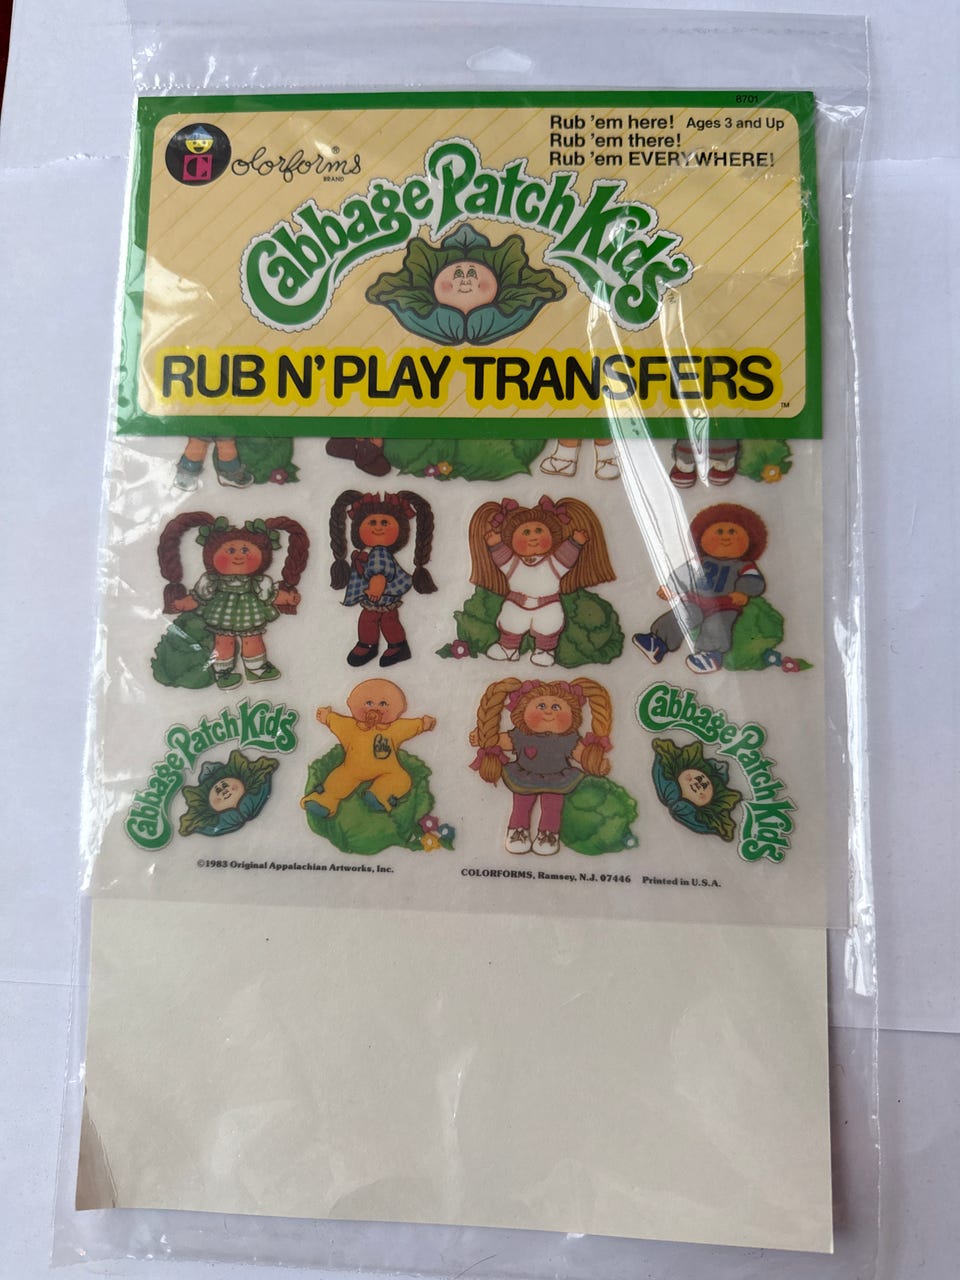 8701
Rub 'em here! Ages 3 and Up
Rub 'em there!
Rub 'em EVERYWHERE!
Colorforms®
BRAND
Cabbage Patch Kids
RUB N' PLAY TRANSFERS
TM
31
Cabbage Patch Kids
Cabbage Patch Kids
©1983 Original Appalachian Artworks, Inc.
COLORFORMS, Ramsey, N.J. 07446 Printed in U.S.A.